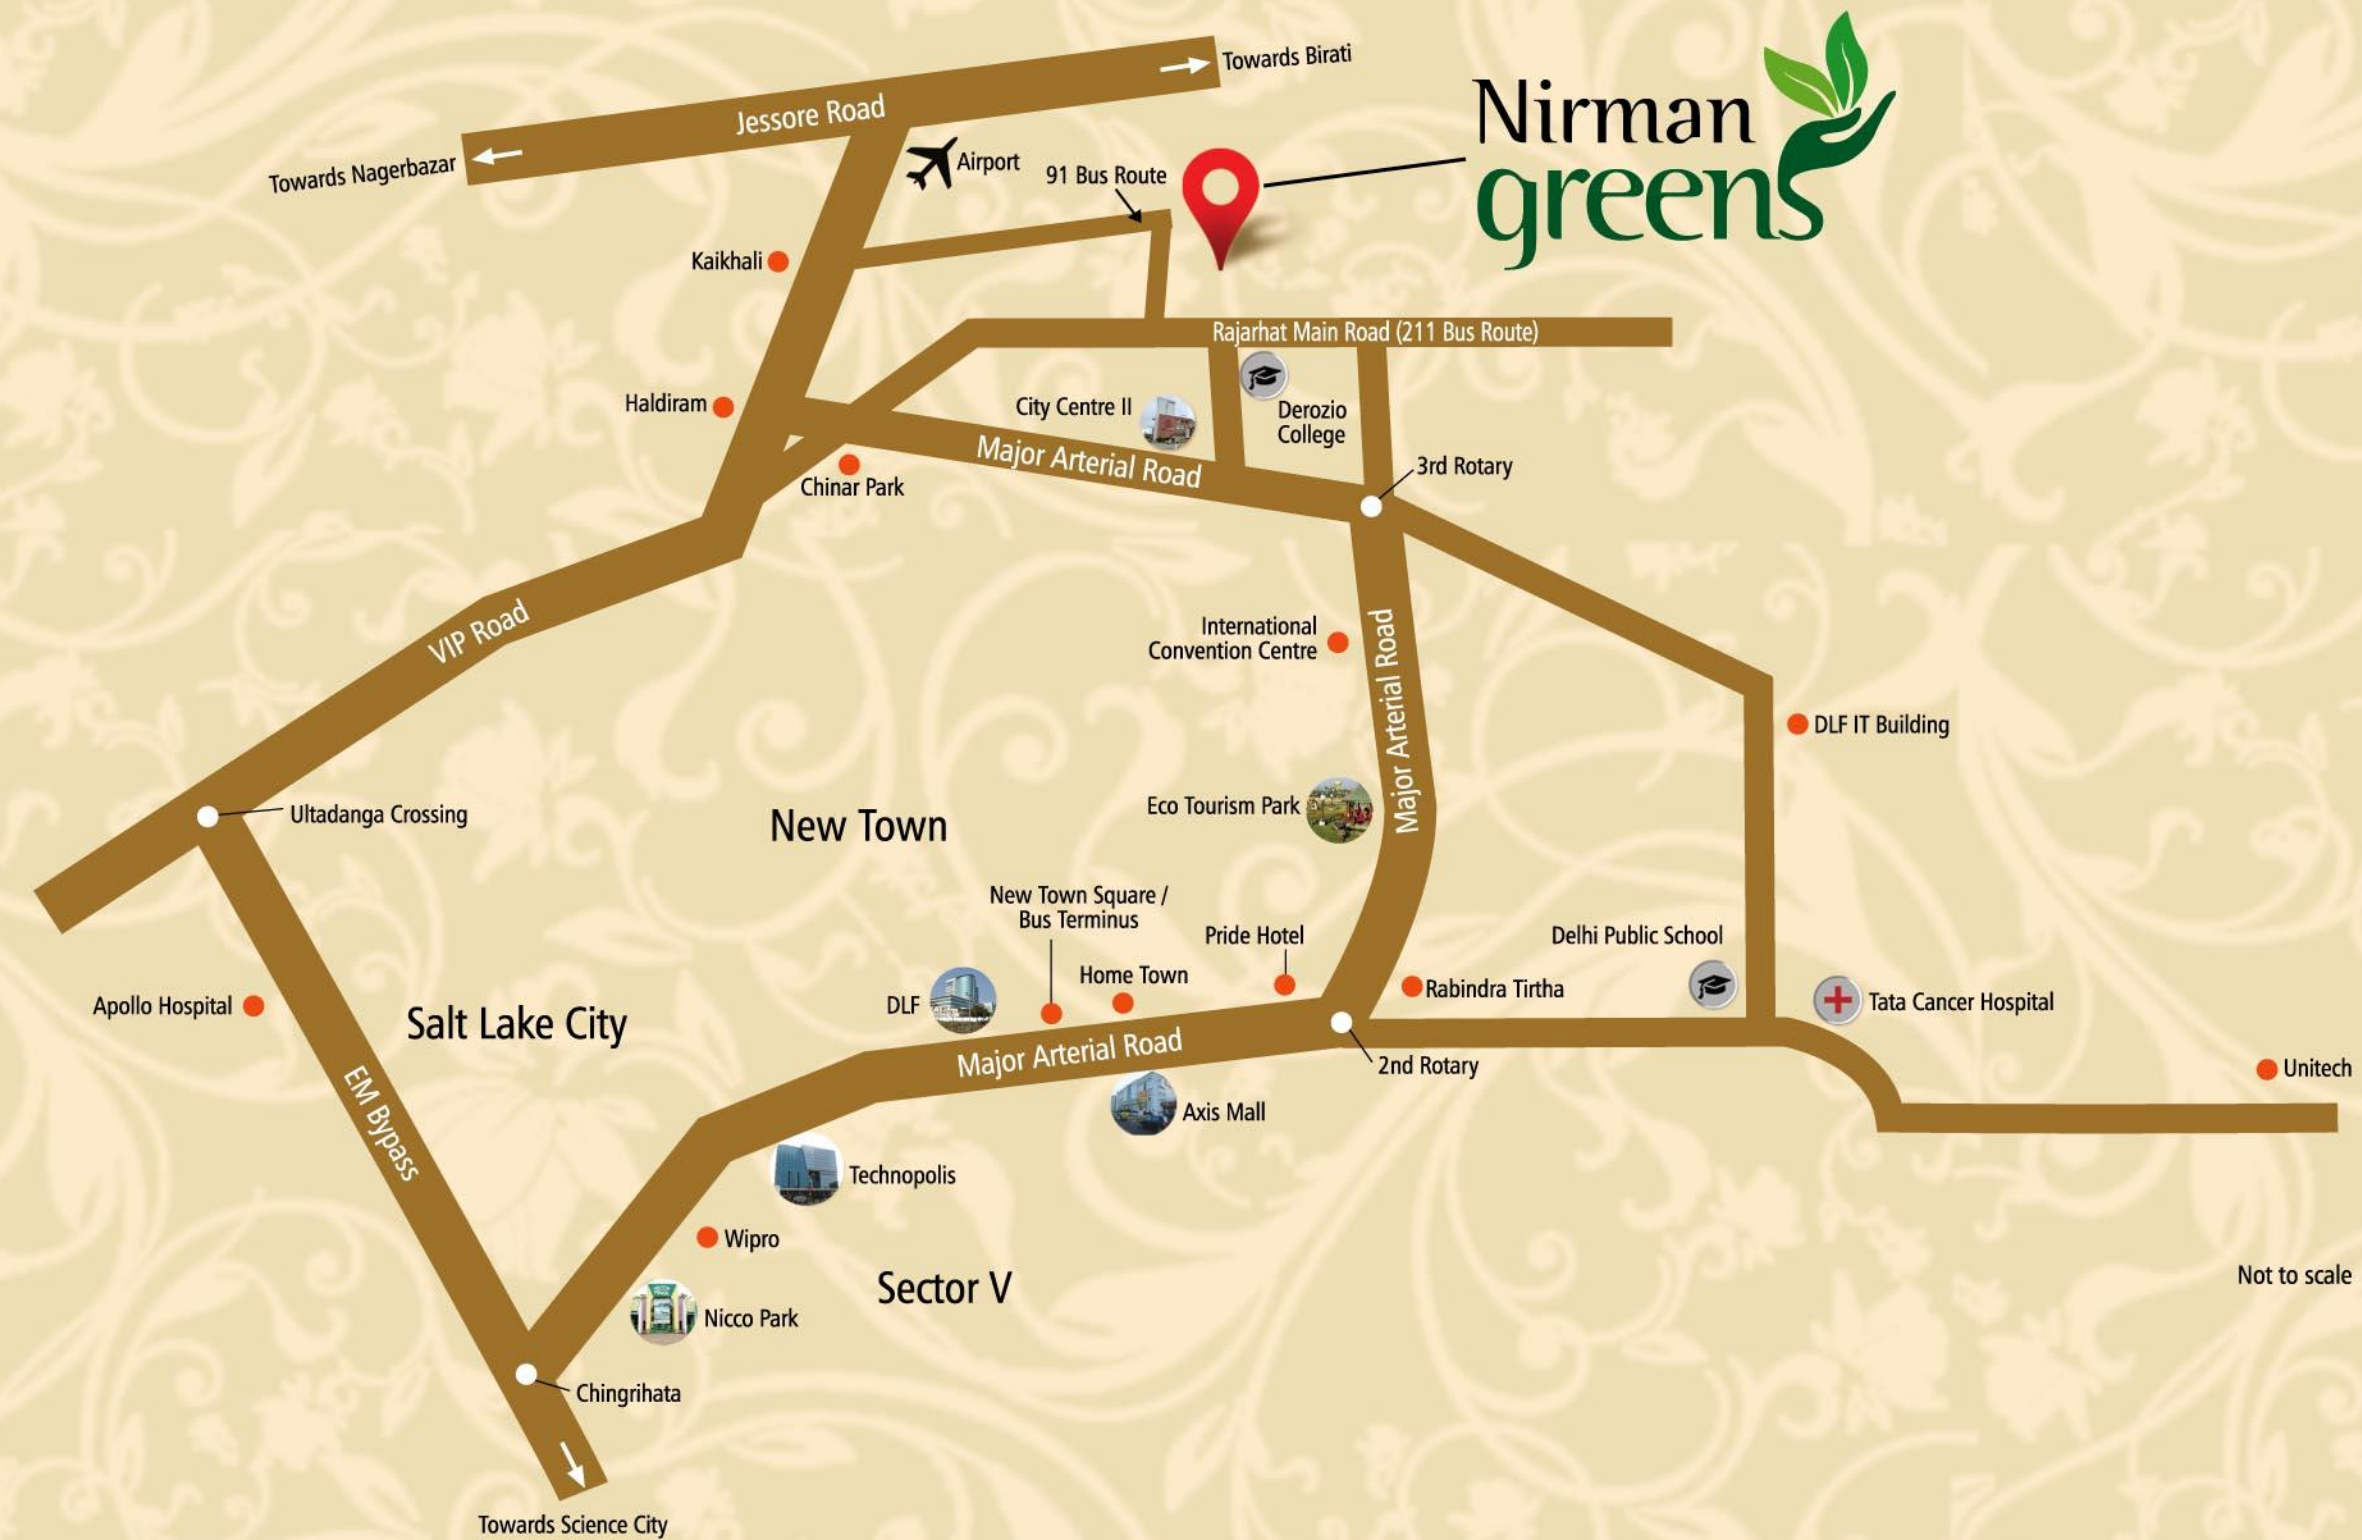 Towards Birati
Jessore Road
Towards Nagerbazar
Airport
91 Bus Route
Nirman
greens
Kaikhali
Rajarhat Main Road (211 Bus Route)
Haldiram
City Centre II
Derozio
College
Major Arterial Road
3rd Rotary
Chinar Park
VIP Road
International
Convention Centre
Major Arterial Road
DLF IT Building
Ultadanga Crossing
New Town
Eco Tourism Park
New Town Square /
Bus Terminus
Pride Hotel
Delhi Public School
Home Town
Rabindra Tirtha
DLF
Apollo Hospital
Salt Lake City
Tata Cancer Hospital
Major Arterial Road
2nd Rotary
Unitech
EM Bypass
Axis Mall
Technopolis
Wipro
Sector V
Not to scale
Nicco Park
Chingrihata
Towards Science City